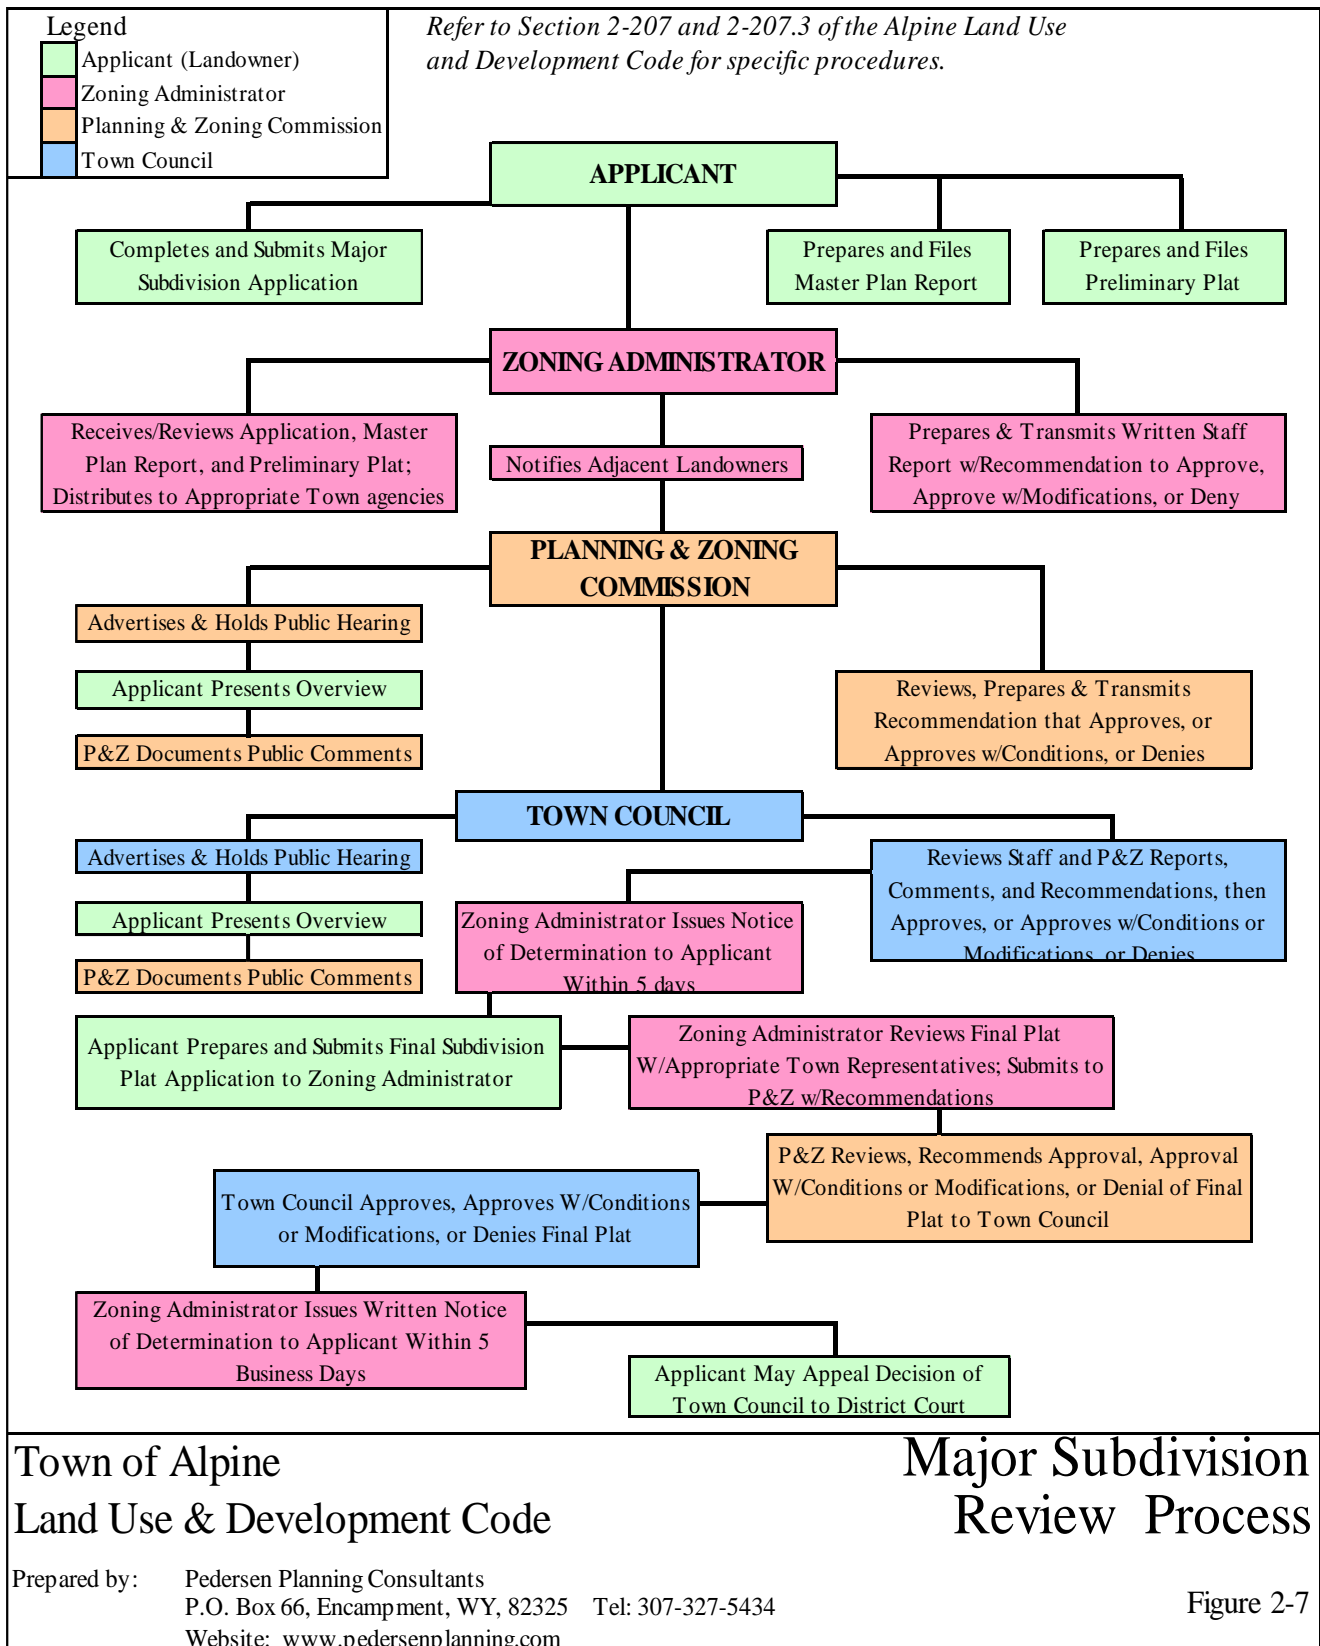 Legend
Applicant (Landowner)
Zoning Administrator
Planning & Zoning Commission
Town Council
Refer to Section 2-207 and 2-207.3 of the Alpine Land Use
and Development Code for specific procedures.
APPLICANT
Completes and Submits Major
Subdivision Application
Prepares and Files
Master Plan Report
Prepares and Files
Preliminary Plat
ZONING ADMINISTRATOR
Receives/Reviews Application, Master
Plan Report, and Preliminary Plat;
Distributes to Appropriate Town agencies
Notifies Adjacent Landowners
Prepares & Transmits Written Staff
Report w/Recommendation to Approve,
Approve w/Modifications, or Deny
PLANNING & ZONING
COMMISSION
Advertises & Holds Public Hearing
Applicant Presents Overview
P&Z Documents Public Comments
Reviews, Prepares & Transmits
Recommendation that Approves, or
Approves w/Conditions, or Denies
TOWN COUNCIL
Advertises & Holds Public Hearing
Applicant Presents Overview
P&Z Documents Public Comments
Reviews Staff and P&Z Reports,
Comments, and Recommendations, then
Approves, or Approves w/Conditions or
Modifications, or Denies
Zoning Administrator Issues Notice
of Determination to Applicant
Within 5 days
Applicant Prepares and Submits Final Subdivision
Plat Application to Zoning Administrator
Zoning Administrator Reviews Final Plat
W/Appropriate Town Representatives; Submits to
P&Z w/Recommendations
P&Z Reviews, Recommends Approval, Approval
W/Conditions or Modifications, or Denial of Final
Plat to Town Council
Town Council Approves, Approves W/Conditions
or Modifications, or Denies Final Plat
Zoning Administrator Issues Written Notice
of Determination to Applicant Within 5
Business Days
Applicant May Appeal Decision of
Town Council to District Court
Town of Alpine
Land Use & Development Code
Major Subdivision
Review Process
Prepared by: Pedersen Planning Consultants
P.O. Box 66, Encampment, WY, 82325 Tel: 307-327-5434
Website: www.pedersenplanning.com
Figure 2-7